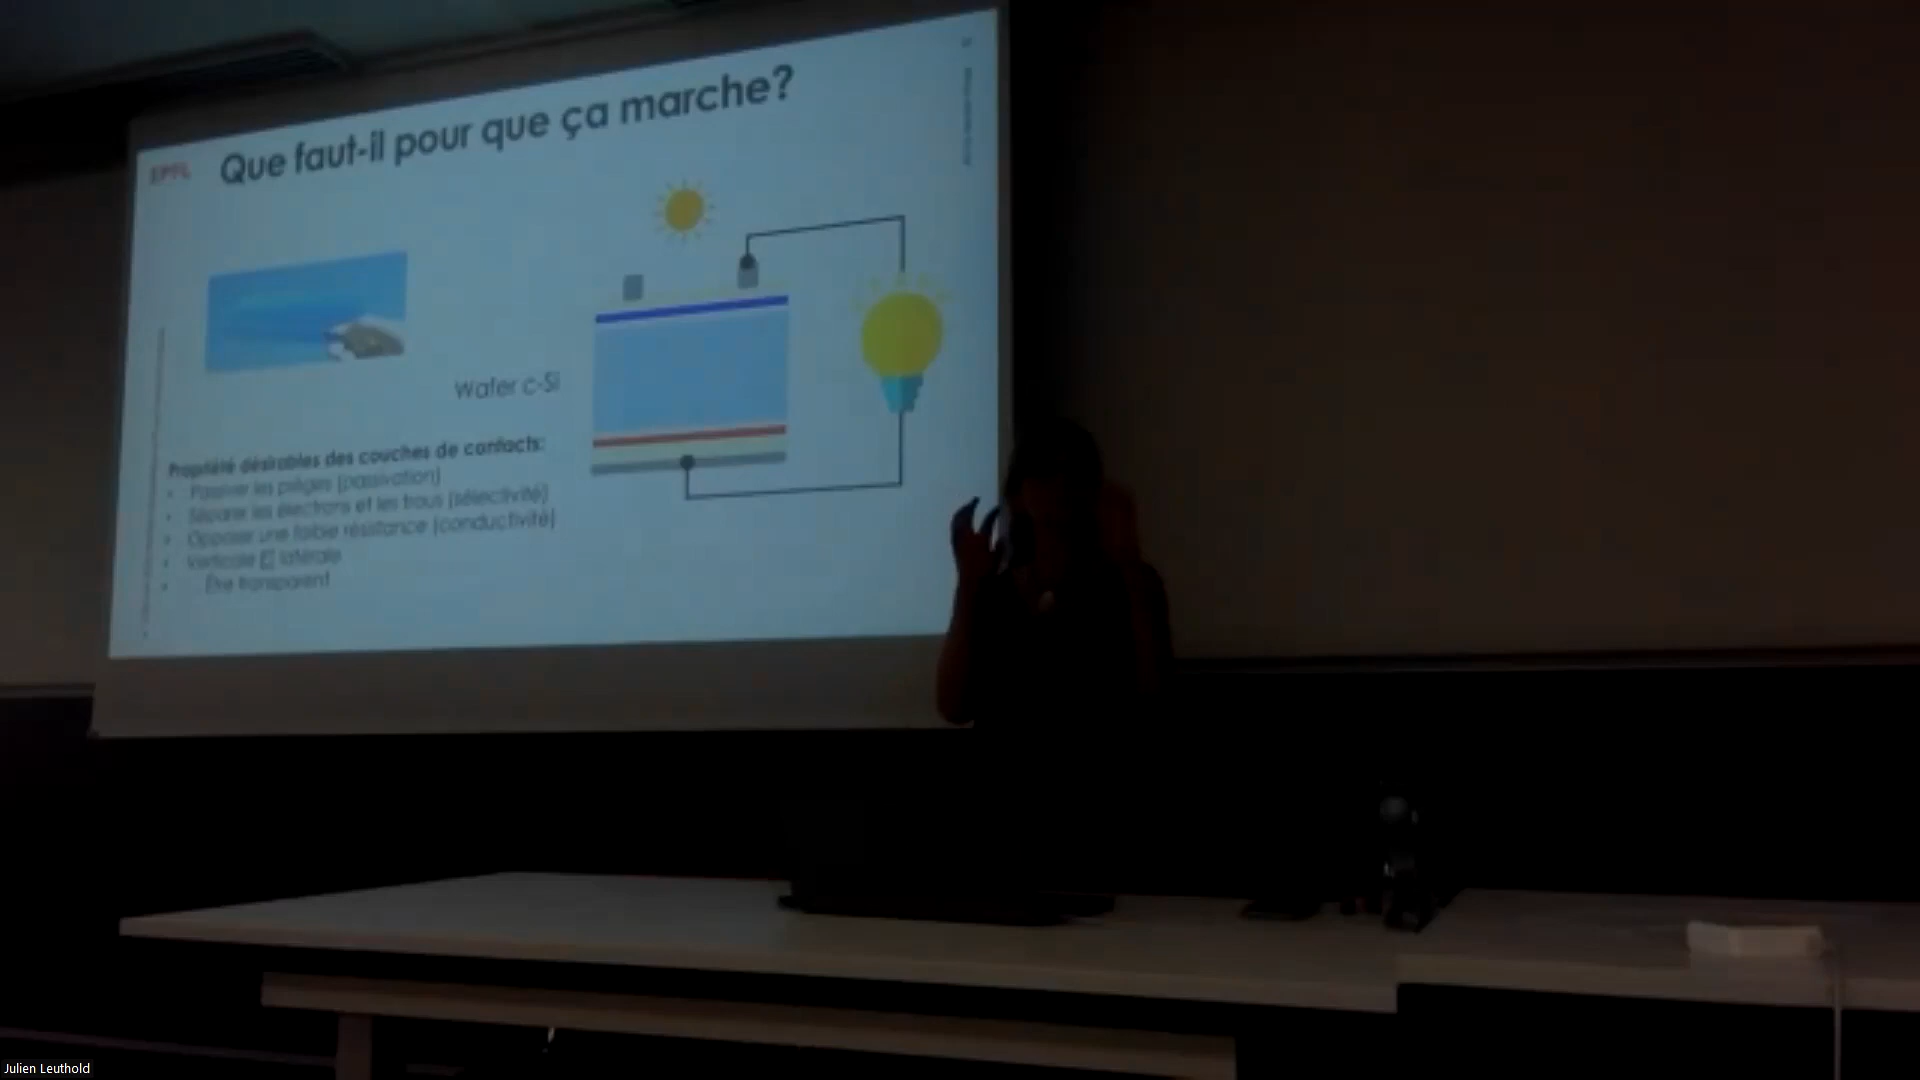 EPFL
Que faut-il pour que ça marche?
Wafer c-Si
Propriété désirables des couches de contacts:
• Passiver les pièges (passivation)
• Séparer les électrons et les trous (sélectivité)
• Opposer une faible résistance (conductivité)
• Verticale latérale
• Être transparent
Julien Leuthold